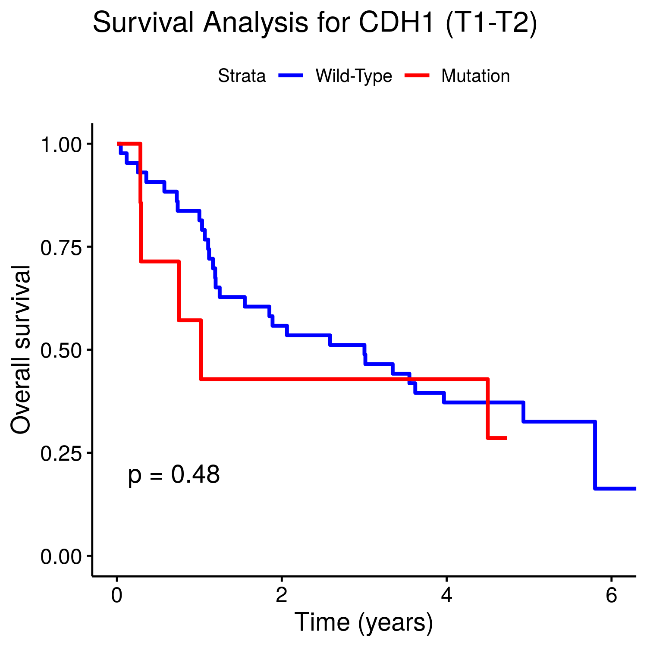 Survival Analysis for CDH1 (T1-T2)
Strata Wild-Type Mutation
1.00
0.75
0.50
0.25
0.00
Overall survival
p = 0.48
0 2 4 6
Time (years)